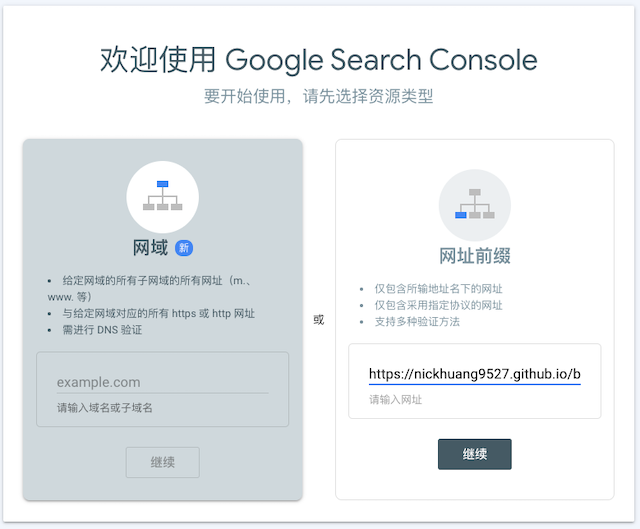 欢迎使用 Google Search Console
要开始使用，请先选择资源类型
网域 新
• 给定网域的所有子网域的所有网址（m.、
www. 等）
• 与给定网域对应的所有 https 或 http 网址
• 需进行 DNS 验证
example.com
请输入域名或子域名
继续
或
网址前缀
• 仅包含所输地址名下的网址
• 仅包含采用指定协议的网址
• 支持多种验证方法
https://nickhuang9527.github.io/b
请输入网址
继续